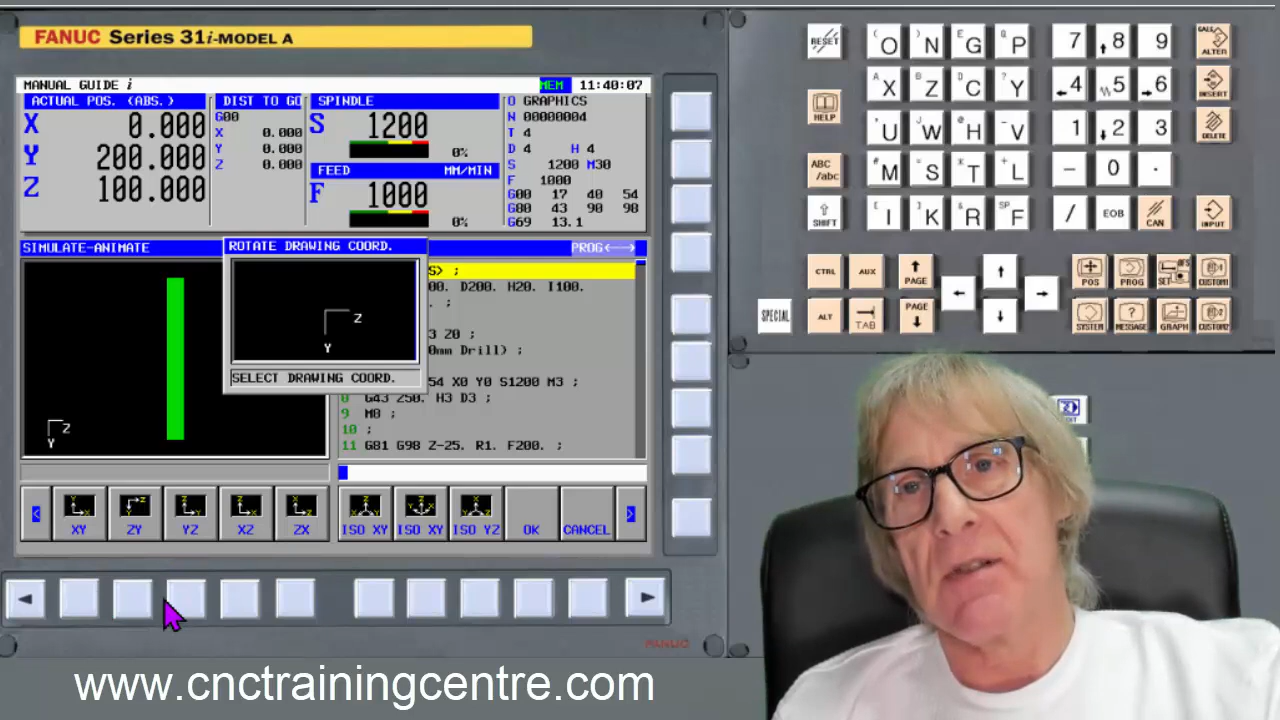 FANUC Series 31i-MODEL A
MANUAL GUIDE i MEM 11:40:07
ACTUAL POS. (ABS.)
X 0.000
Y 200.000
Z 100.000
DIST TO GO
G00
X 0.000
Y 0.000
Z 0.000
SPINDLE
S 1200
0%
FEED MM/MIN
F 1000
0%
O GRAPHICS
N 00000004
T 4
D 4 H 4
S 1200 M30
F 1000
G00 17 40 54
G80 43 90 98
G69 13.1
SIMULATE-ANIMATE
Z
Y
ROTATE DRAWING COORD.
Z
Y
SELECT DRAWING COORD.
PROG
S) ;
00. D200. H20. I100.
. ;
3 Z0 ;
0mm Drill) ;
54 X0 Y0 S1200 M3 ;
8 G43 Z50. H3 D3 ;
9 M8 ;
10 ;
11 G81 G98 Z-25. R1. F200. ;
< XY ZY YZ XZ ZX ISO XY ISO XY ISO YZ OK CANCEL >
FANUC
www.cnctrainingcentre.com
RESET
( O ) N E G Q P 7 8 9 CALC ALTER
HELP
A X B Z D C ? Y 4 5 6 INSERT
' U J W @ H ~ V 1 2 3 DELETE
ABC /abc
# M = S * T + L - 0 .
SHIFT
[ I ] K & R SP F / EOB CAN INPUT
CTRL AUX PAGE POS PROG OFS SET CUSTOM1
SPECIAL
ALT TAB PAGE SYSTEM MESSAGE GRAPH CUSTOM2